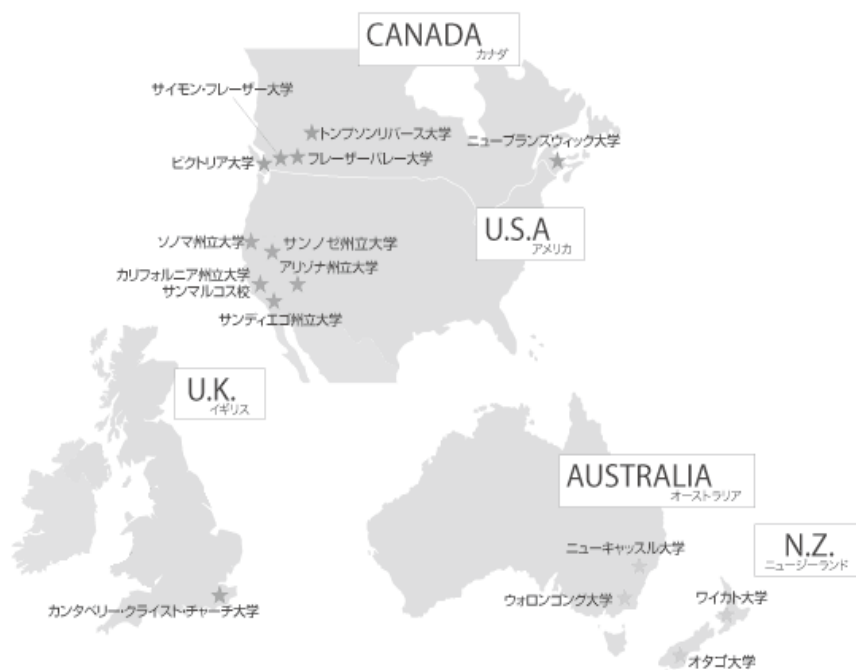 CANADA
カナダ
サイモン・フレーザー大学
トンプソンリバース大学
ニューブランズウィック大学
ビクトリア大学
フレーザーバレー大学
U.S.A
アメリカ
ソノマ州立大学
サンノゼ州立大学
アリゾナ州立大学
カリフォルニア州立大学
サンマルコス校
サンディエゴ州立大学
U.K.
イギリス
カンタベリー・クライスト・チャーチ大学
AUSTRALIA
オーストラリア
ニューキャッスル大学
ウォロンゴング大学
N.Z.
ニュージーランド
ワイカト大学
オタゴ大学